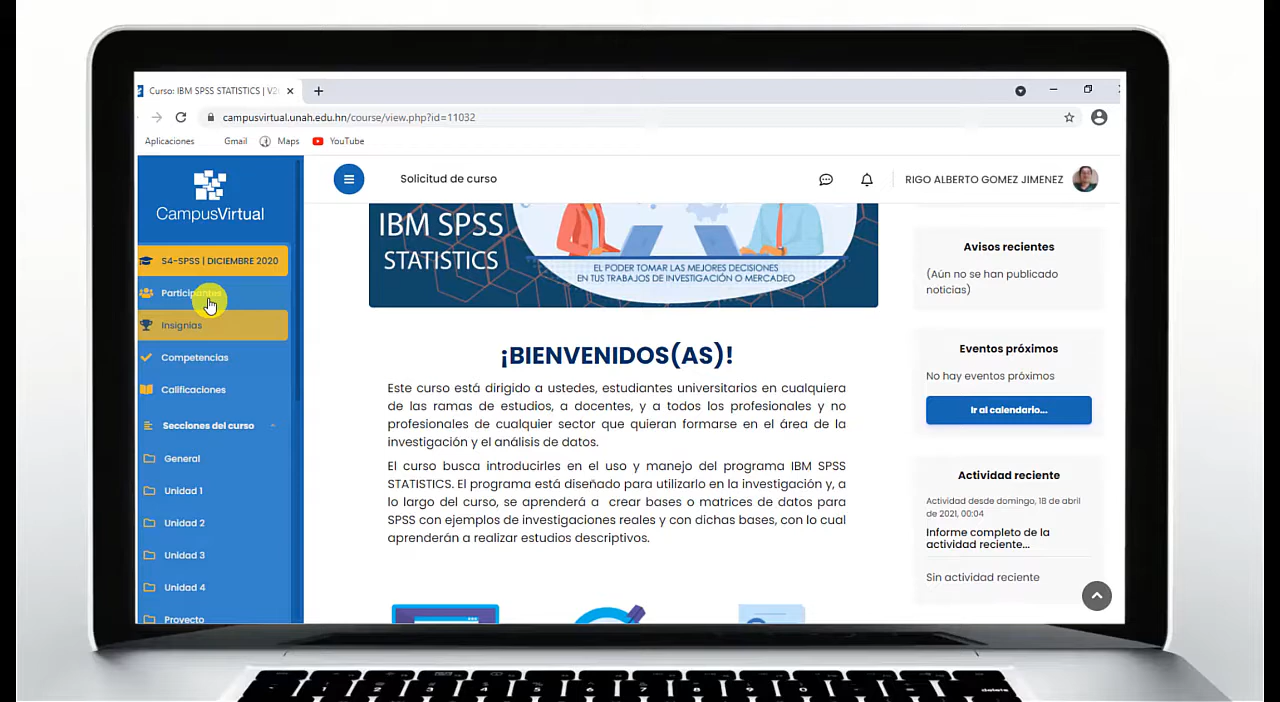 Curso: IBM SPSS STATISTICS | V2
campusvirtual.unah.edu.hn/course/view.php?id=11032
Aplicaciones
Gmail
Maps
YouTube
CampusVirtual
S4-SPSS | DICIEMBRE 2020
Participantes
Insignias
Competencias
Calificaciones
Secciones del curso
General
Unidad 1
Unidad 2
Unidad 3
Unidad 4
Proyecto
Solicitud de curso
RIGO ALBERTO GOMEZ JIMENEZ
IBM SPSS
STATISTICS
EL PODER TOMAR LAS MEJORES DECISIONES
EN TUS TRABAJOS DE INVESTIGACIÓN O MERCADEO
¡BIENVENIDOS(AS)!
Este curso está dirigido a ustedes, estudiantes universitarios en cualquiera
de las ramas de estudios, a docentes, y a todos los profesionales y no
profesionales de cualquier sector que quieran formarse en el área de la
investigación y el análisis de datos.
El curso busca introducirles en el uso y manejo del programa IBM SPSS
STATISTICS. El programa está diseñado para utilizarlo en la investigación y, a
lo largo del curso, se aprenderá a crear bases o matrices de datos para
SPSS con ejemplos de investigaciones reales y con dichas bases, con lo cual
aprenderán a realizar estudios descriptivos.
Avisos recientes
(Aún no se han publicado
noticias)
Eventos próximos
No hay eventos próximos
Ir al calendario...
Actividad reciente
Actividad desde domingo, 18 de abril
de 2021, 00:04
Informe completo de la
actividad reciente...
Sin actividad reciente
delete